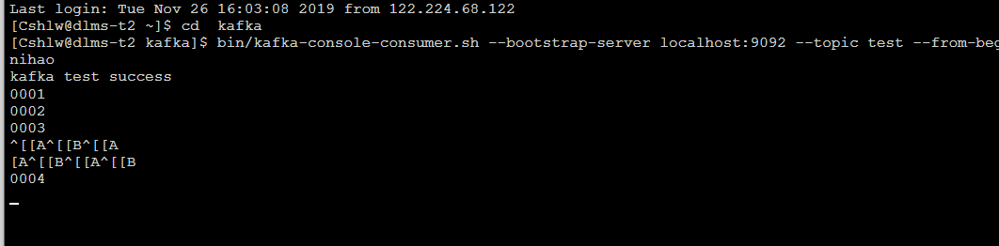 Last login: Tue Nov 26 16:03:08 2019 from 122.224.68.122
[Cshlw@dlms-t2 ~]$ cd  kafka
[Cshlw@dlms-t2 kafka]$ bin/kafka-console-consumer.sh --bootstrap-server localhost:9092 --topic test --from-beg
nihao
kafka test success
0001
0002
0003
^[[A^[[B^[[A
[A^[[B^[[A^[[B
0004